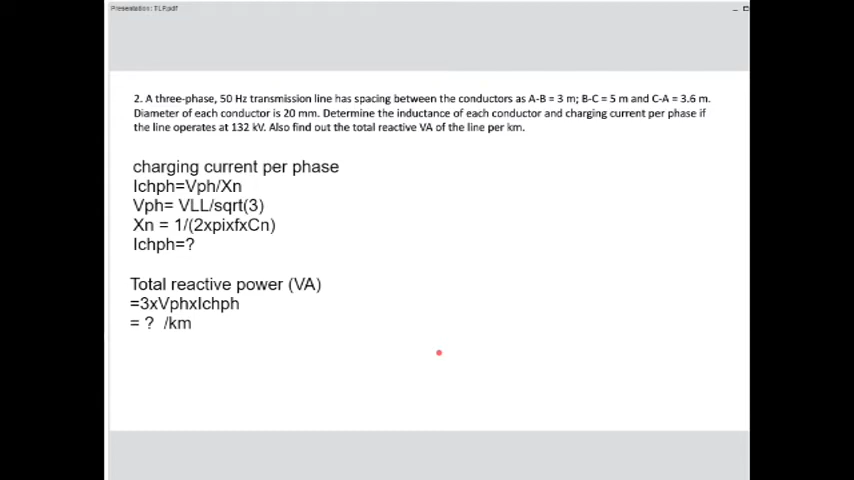 Presentation: TLP.pdf
2. A three-phase, 50 Hz transmission line has spacing between the conductors as A-B = 3 m; B-C = 5 m and C-A = 3.6 m.
Diameter of each conductor is 20 mm. Determine the inductance of each conductor and charging current per phase if
the line operates at 132 kV. Also find out the total reactive VA of the line per km.
charging current per phase
Ichph=Vph/Xn
Vph= VLL/sqrt(3)
Xn = 1/(2xpixfxCn)
Ichph=?
Total reactive power (VA)
=3xVphxIchph
= ? /km